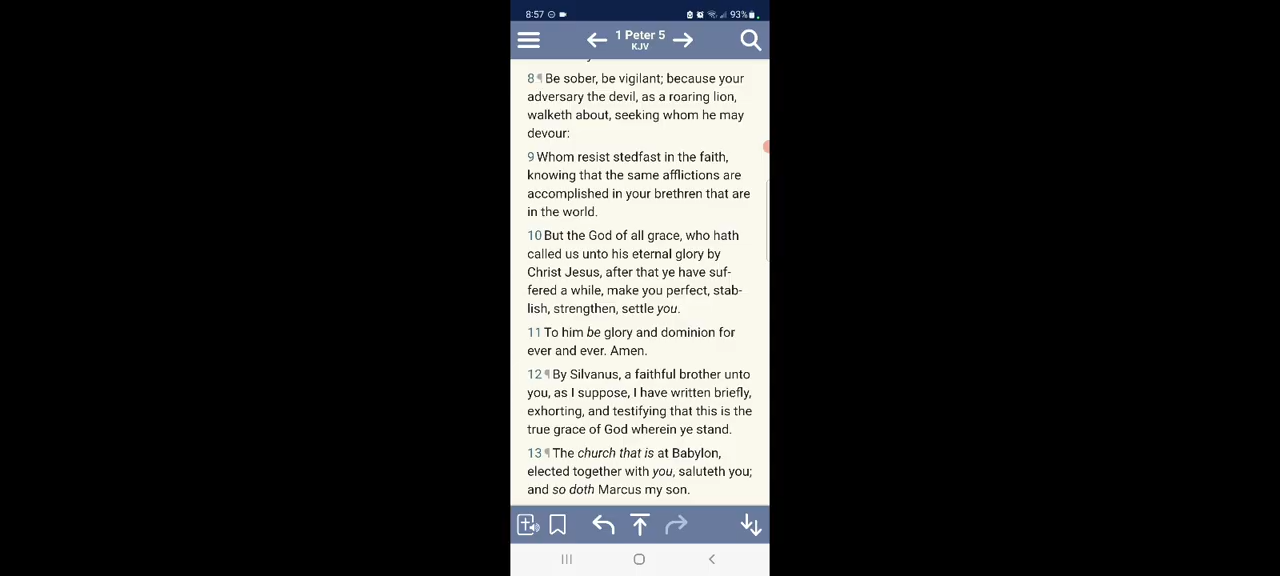 8:57 93%
1 Peter 5
KJV
8 ¶ Be sober, be vigilant; because your
adversary the devil, as a roaring lion,
walketh about, seeking whom he may
devour:
9 Whom resist stedfast in the faith,
knowing that the same afflictions are
accomplished in your brethren that are
in the world.
10 But the God of all grace, who hath
called us unto his eternal glory by
Christ Jesus, after that ye have suf-
fered a while, make you perfect, stab-
lish, strengthen, settle you.
11 To him be glory and dominion for
ever and ever. Amen.
12 ¶ By Silvanus, a faithful brother unto
you, as I suppose, I have written briefly,
exhorting, and testifying that this is the
true grace of God wherein ye stand.
13 ¶ The church that is at Babylon,
elected together with you, saluteth you;
and so doth Marcus my son.